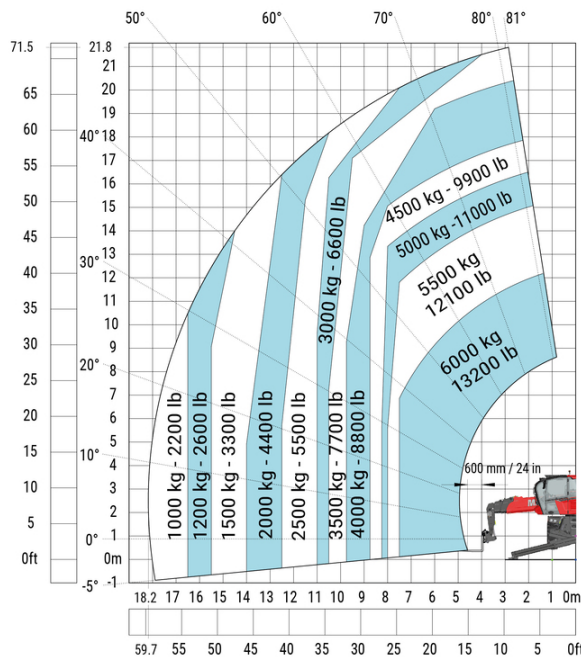 50°
60°
70°
80°
81°
71.5
21.8
21
65
20
19
60
40°
18
17
55
16
50
15
14
45
13
30°
40
12
11
35
10
30
9
8
25
20°
7
20
6
5
15
10°
4
3
10
2
5
1
0°
0ft
0m
-5°
-1
1000 kg - 2200 lb
1200 kg - 2600 lb
1500 kg - 3300 lb
2000 kg - 4400 lb
2500 kg - 5500 lb
3000 kg - 6600 lb
3500 kg - 7700 lb
4000 kg - 8800 lb
4500 kg - 9900 lb
5000 kg -11000 lb
5500 kg
12100 lb
6000 kg
13200 lb
600 mm / 24 in
18.2 17 16 15 14 13 12 11 10 9 8 7 6 5 4 3 2 1 0m
59.7 55 50 45 40 35 30 25 20 15 10 5 0ft